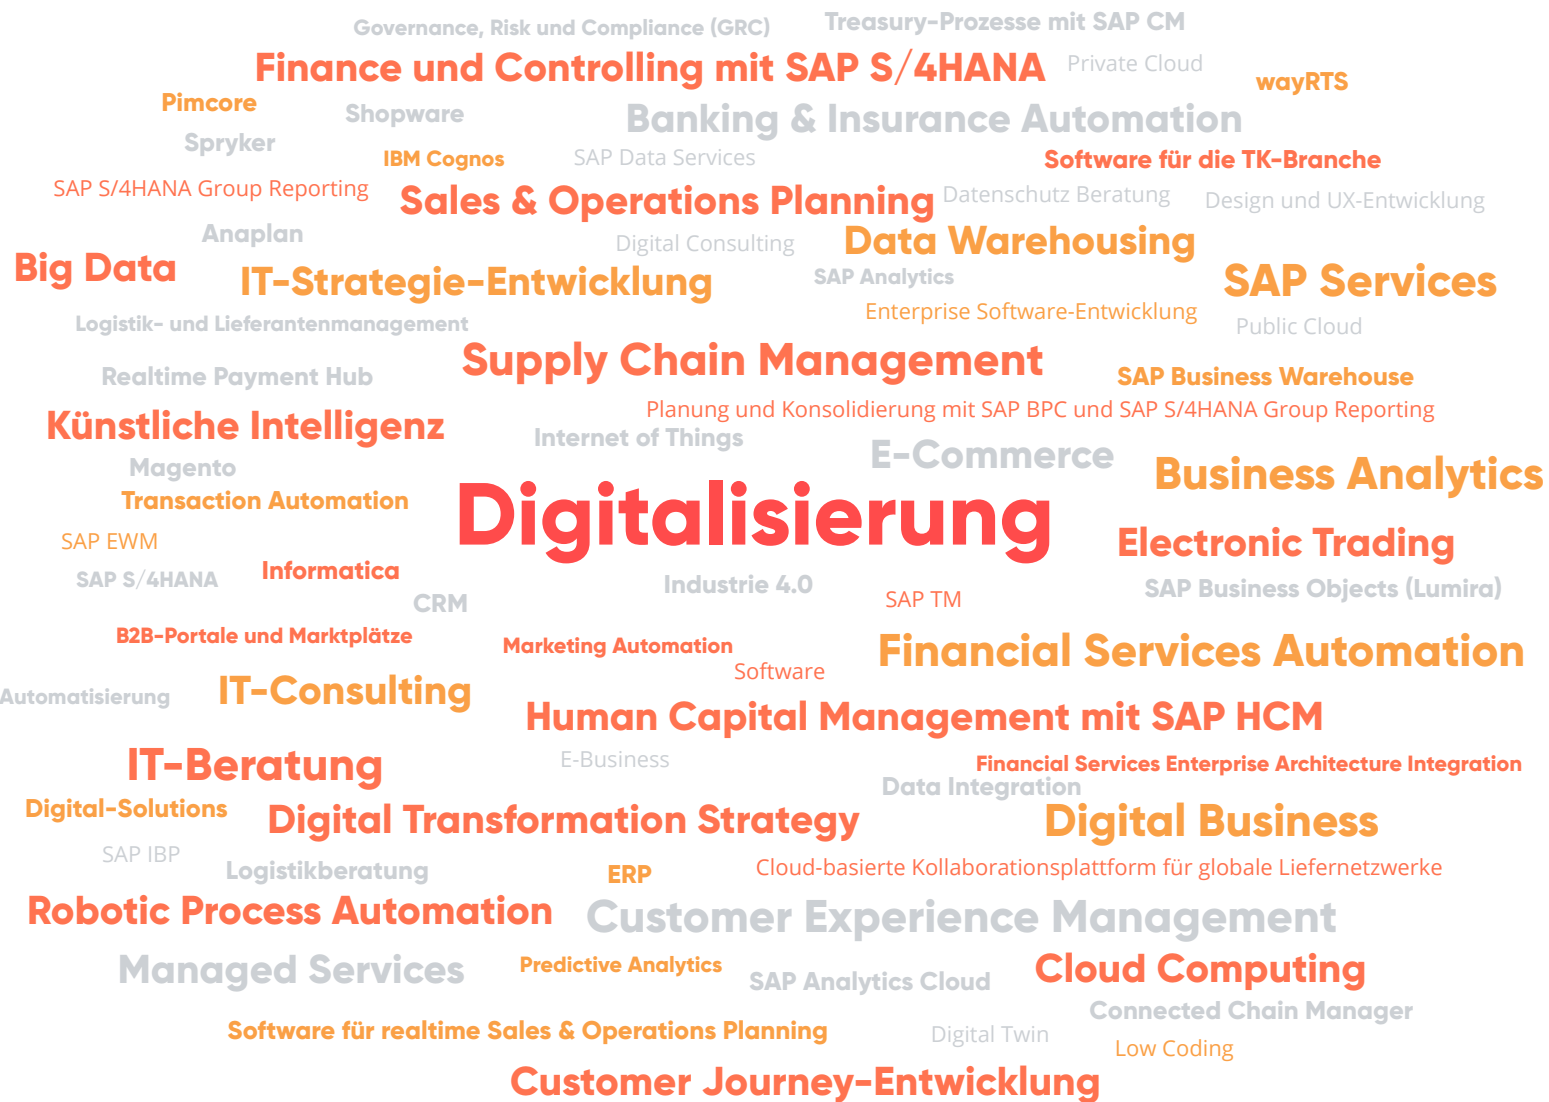 Governance, Risk und Compliance (GRC)
Treasury-Prozesse mit SAP CM
Finance und Controlling mit SAP S/4HANA
Private Cloud
wayRTS
Pimcore
Shopware
Banking & Insurance Automation
Spryker
IBM Cognos
SAP Data Services
Software für die TK-Branche
SAP S/4HANA Group Reporting
Sales & Operations Planning
Datenschutz Beratung
Design und UX-Entwicklung
Anaplan
Digital Consulting
Data Warehousing
Big Data
IT-Strategie-Entwicklung
SAP Analytics
SAP Services
Enterprise Software-Entwicklung
Logistik- und Lieferantenmanagement
Public Cloud
Supply Chain Management
Realtime Payment Hub
SAP Business Warehouse
Planung und Konsolidierung mit SAP BPC und SAP S/4HANA Group Reporting
Künstliche Intelligenz
Internet of Things
E-Commerce
Magento
Business Analytics
Transaction Automation
Digitalisierung
SAP EWM
Electronic Trading
SAP S/4HANA
Informatica
Industrie 4.0
SAP Business Objects (Lumira)
CRM
SAP TM
B2B-Portale und Marktplätze
Marketing Automation
Financial Services Automation
Software
Automatisierung
IT-Consulting
Human Capital Management mit SAP HCM
IT-Beratung
E-Business
Financial Services Enterprise Architecture Integration
Data Integration
Digital-Solutions
Digital Transformation Strategy
Digital Business
SAP IBP
Logistikberatung
ERP
Cloud-basierte Kollaborationsplattform für globale Liefernetzwerke
Robotic Process Automation
Customer Experience Management
Managed Services
Predictive Analytics
SAP Analytics Cloud
Cloud Computing
Connected Chain Manager
Software für realtime Sales & Operations Planning
Digital Twin
Low Coding
Customer Journey-Entwicklung